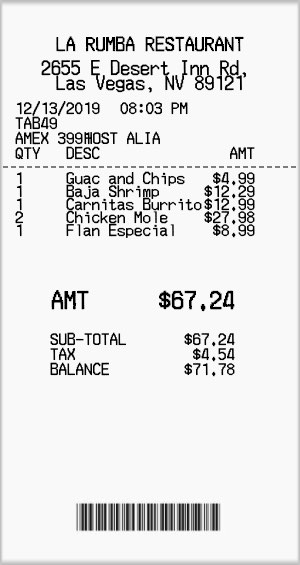 LA RUMBA RESTAURANT
2655 E Desert Inn Rd,
Las Vegas, NV 89121
12/13/2019 08:03 PM
TAB49
AMEX 399HOST ALIA
QTY DESC AMT
1 Guac and Chips $4.99
1 Baja Shrimp $12.29
1 Carnitas Burrito $12.99
2 Chicken Mole $27.98
1 Flan Especial $8.99
AMT $67.24
SUB-TOTAL $67.24
TAX $4.54
BALANCE $71.78